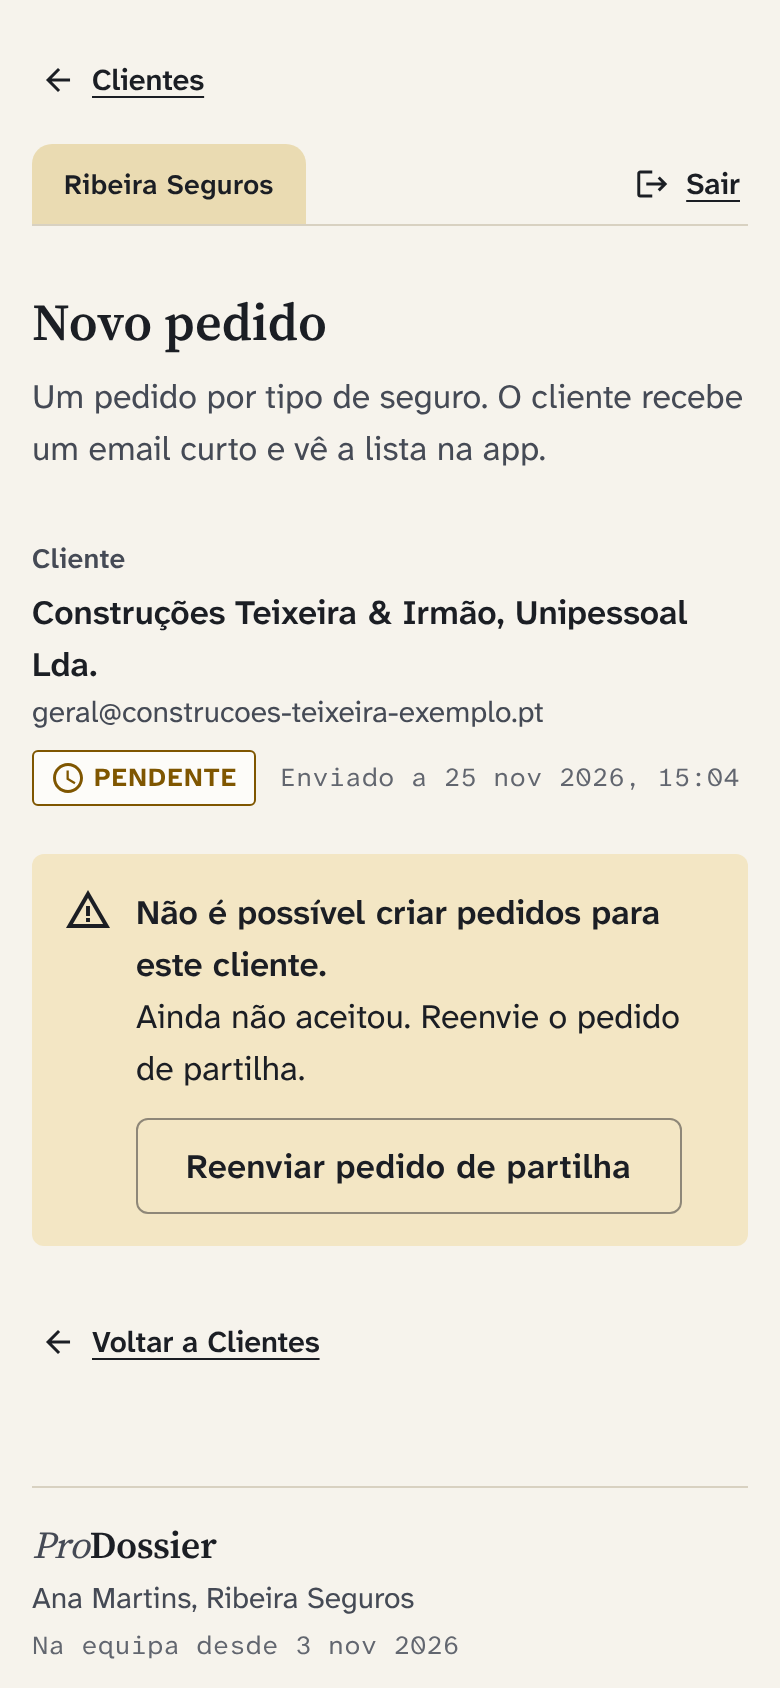 Clientes
Ribeira Seguros
Sair
Novo pedido
Um pedido por tipo de seguro. O cliente recebe
um email curto e vê a lista na app.
Cliente
Construções Teixeira & Irmão, Unipessoal
Lda.
geral@construcoes-teixeira-exemplo.pt
PENDENTE Enviado a 25 nov 2026, 15:04
Não é possível criar pedidos para
este cliente.
Ainda não aceitou. Reenvie o pedido
de partilha.
Reenviar pedido de partilha
Voltar a Clientes
ProDossier
Ana Martins, Ribeira Seguros
Na equipa desde 3 nov 2026